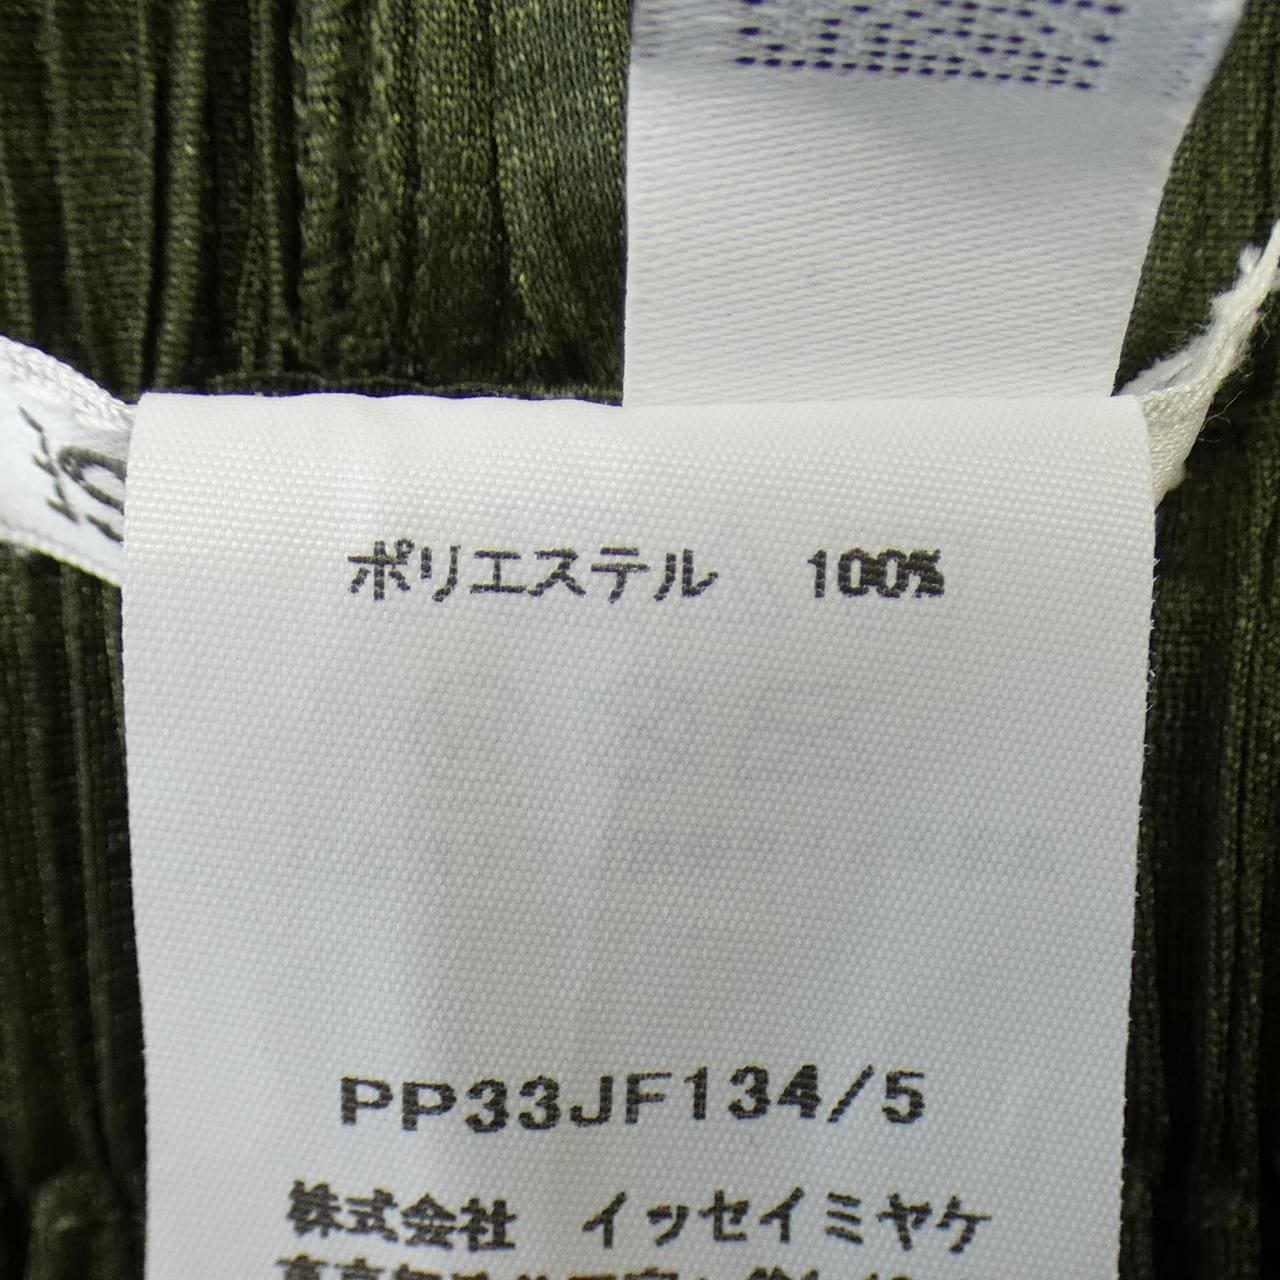 ポリエステル 100%
PP33JF134/5
株式会社 イッセイミヤケ